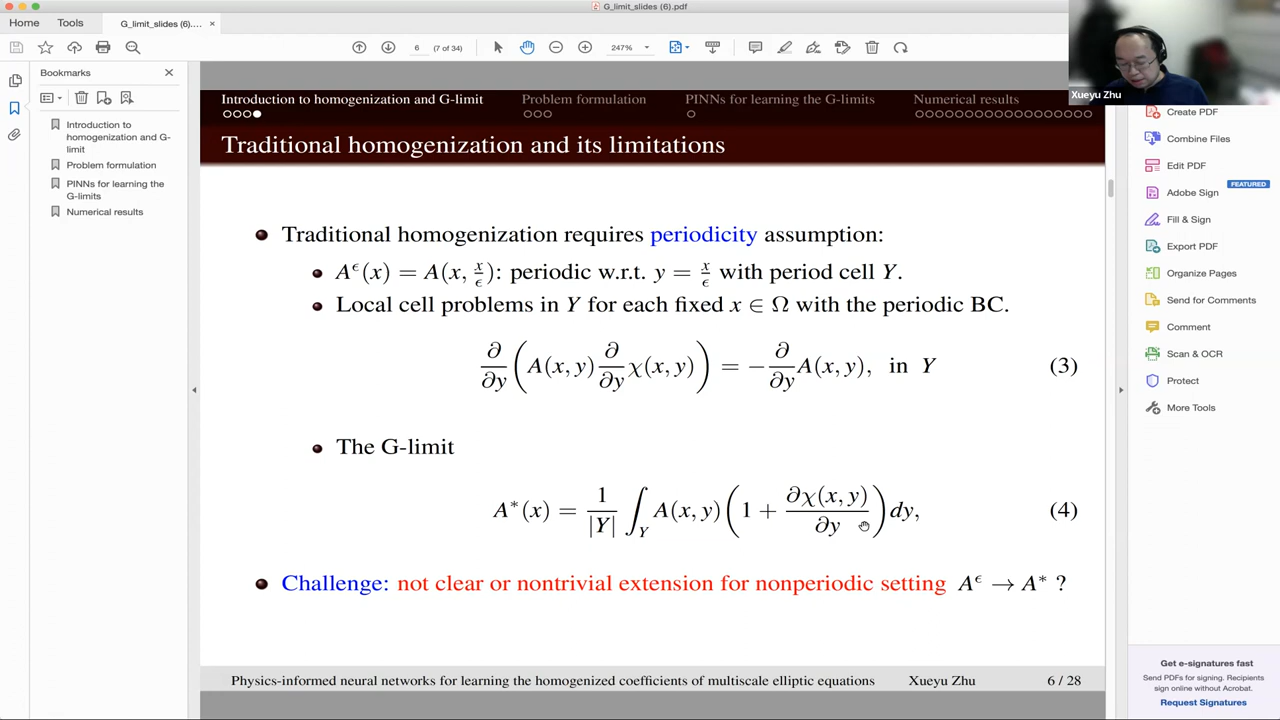 G_limit_slides (6).pdf
Home Tools G_limit_slides (6).... ×
6 (7 of 34) 247%
Bookmarks
Introduction to
homogenization and G-
limit
Problem formulation
PINNs for learning the
G-limits
Numerical results
Introduction to homogenization and G-limit Problem formulation PINNs for learning the G-limits Numerical results
Traditional homogenization and its limitations
Traditional homogenization requires periodicity assumption:
A^ϵ(x) = A(x, x/ϵ): periodic w.r.t. y = x/ϵ with period cell Y.
Local cell problems in Y for each fixed x ∈ Ω with the periodic BC.
∂/∂y (A(x, y) ∂/∂y χ(x, y)) = − ∂/∂y A(x, y), in Y (3)
The G-limit
A*(x) = 1/|Y| ∫_Y A(x, y) (1 + ∂χ(x, y)/∂y) dy, (4)
Challenge: not clear or nontrivial extension for nonperiodic setting A^ϵ → A* ?
Physics-informed neural networks for learning the homogenized coefficients of multiscale elliptic equations Xueyu Zhu 6 / 28
Xueyu Zhu
Create PDF
Combine Files
Edit PDF
FEATURED
Adobe Sign
Fill & Sign
Export PDF
Organize Pages
Send for Comments
Comment
Scan & OCR
Protect
More Tools
Get e-signatures fast
Send PDFs for signing. Recipients
sign online without Acrobat.
Request Signatures